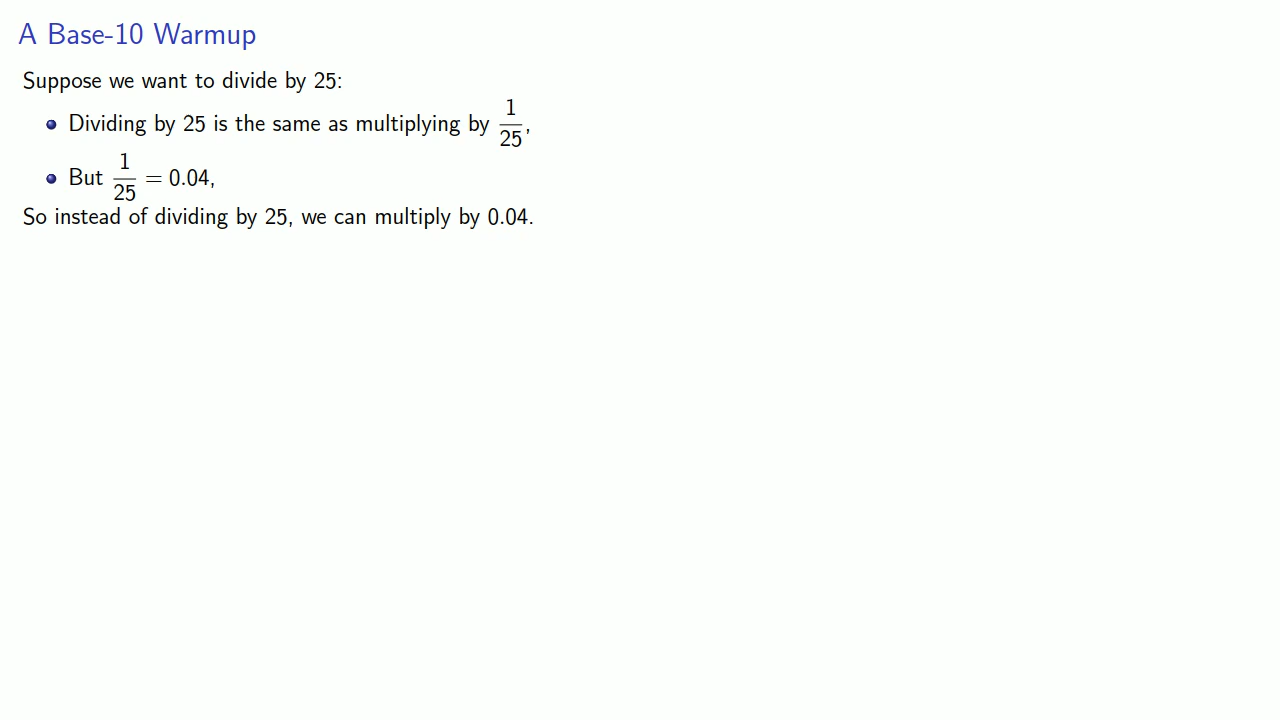 A Base-10 Warmup
Suppose we want to divide by 25:
• Dividing by 25 is the same as multiplying by 1/25,
• But 1/25 = 0.04,
So instead of dividing by 25, we can multiply by 0.04.